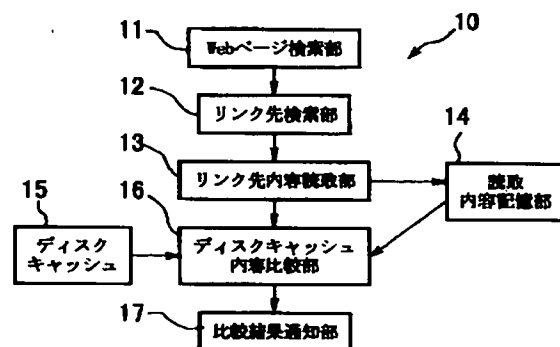 10
11
Webページ検索部
12
リンク先検索部
13
リンク先内容読取部
14
読取
内容記憶部
15
ディスク
キャッシュ
16
ディスクキャッシュ
内容比較部
17
比較結果通知部